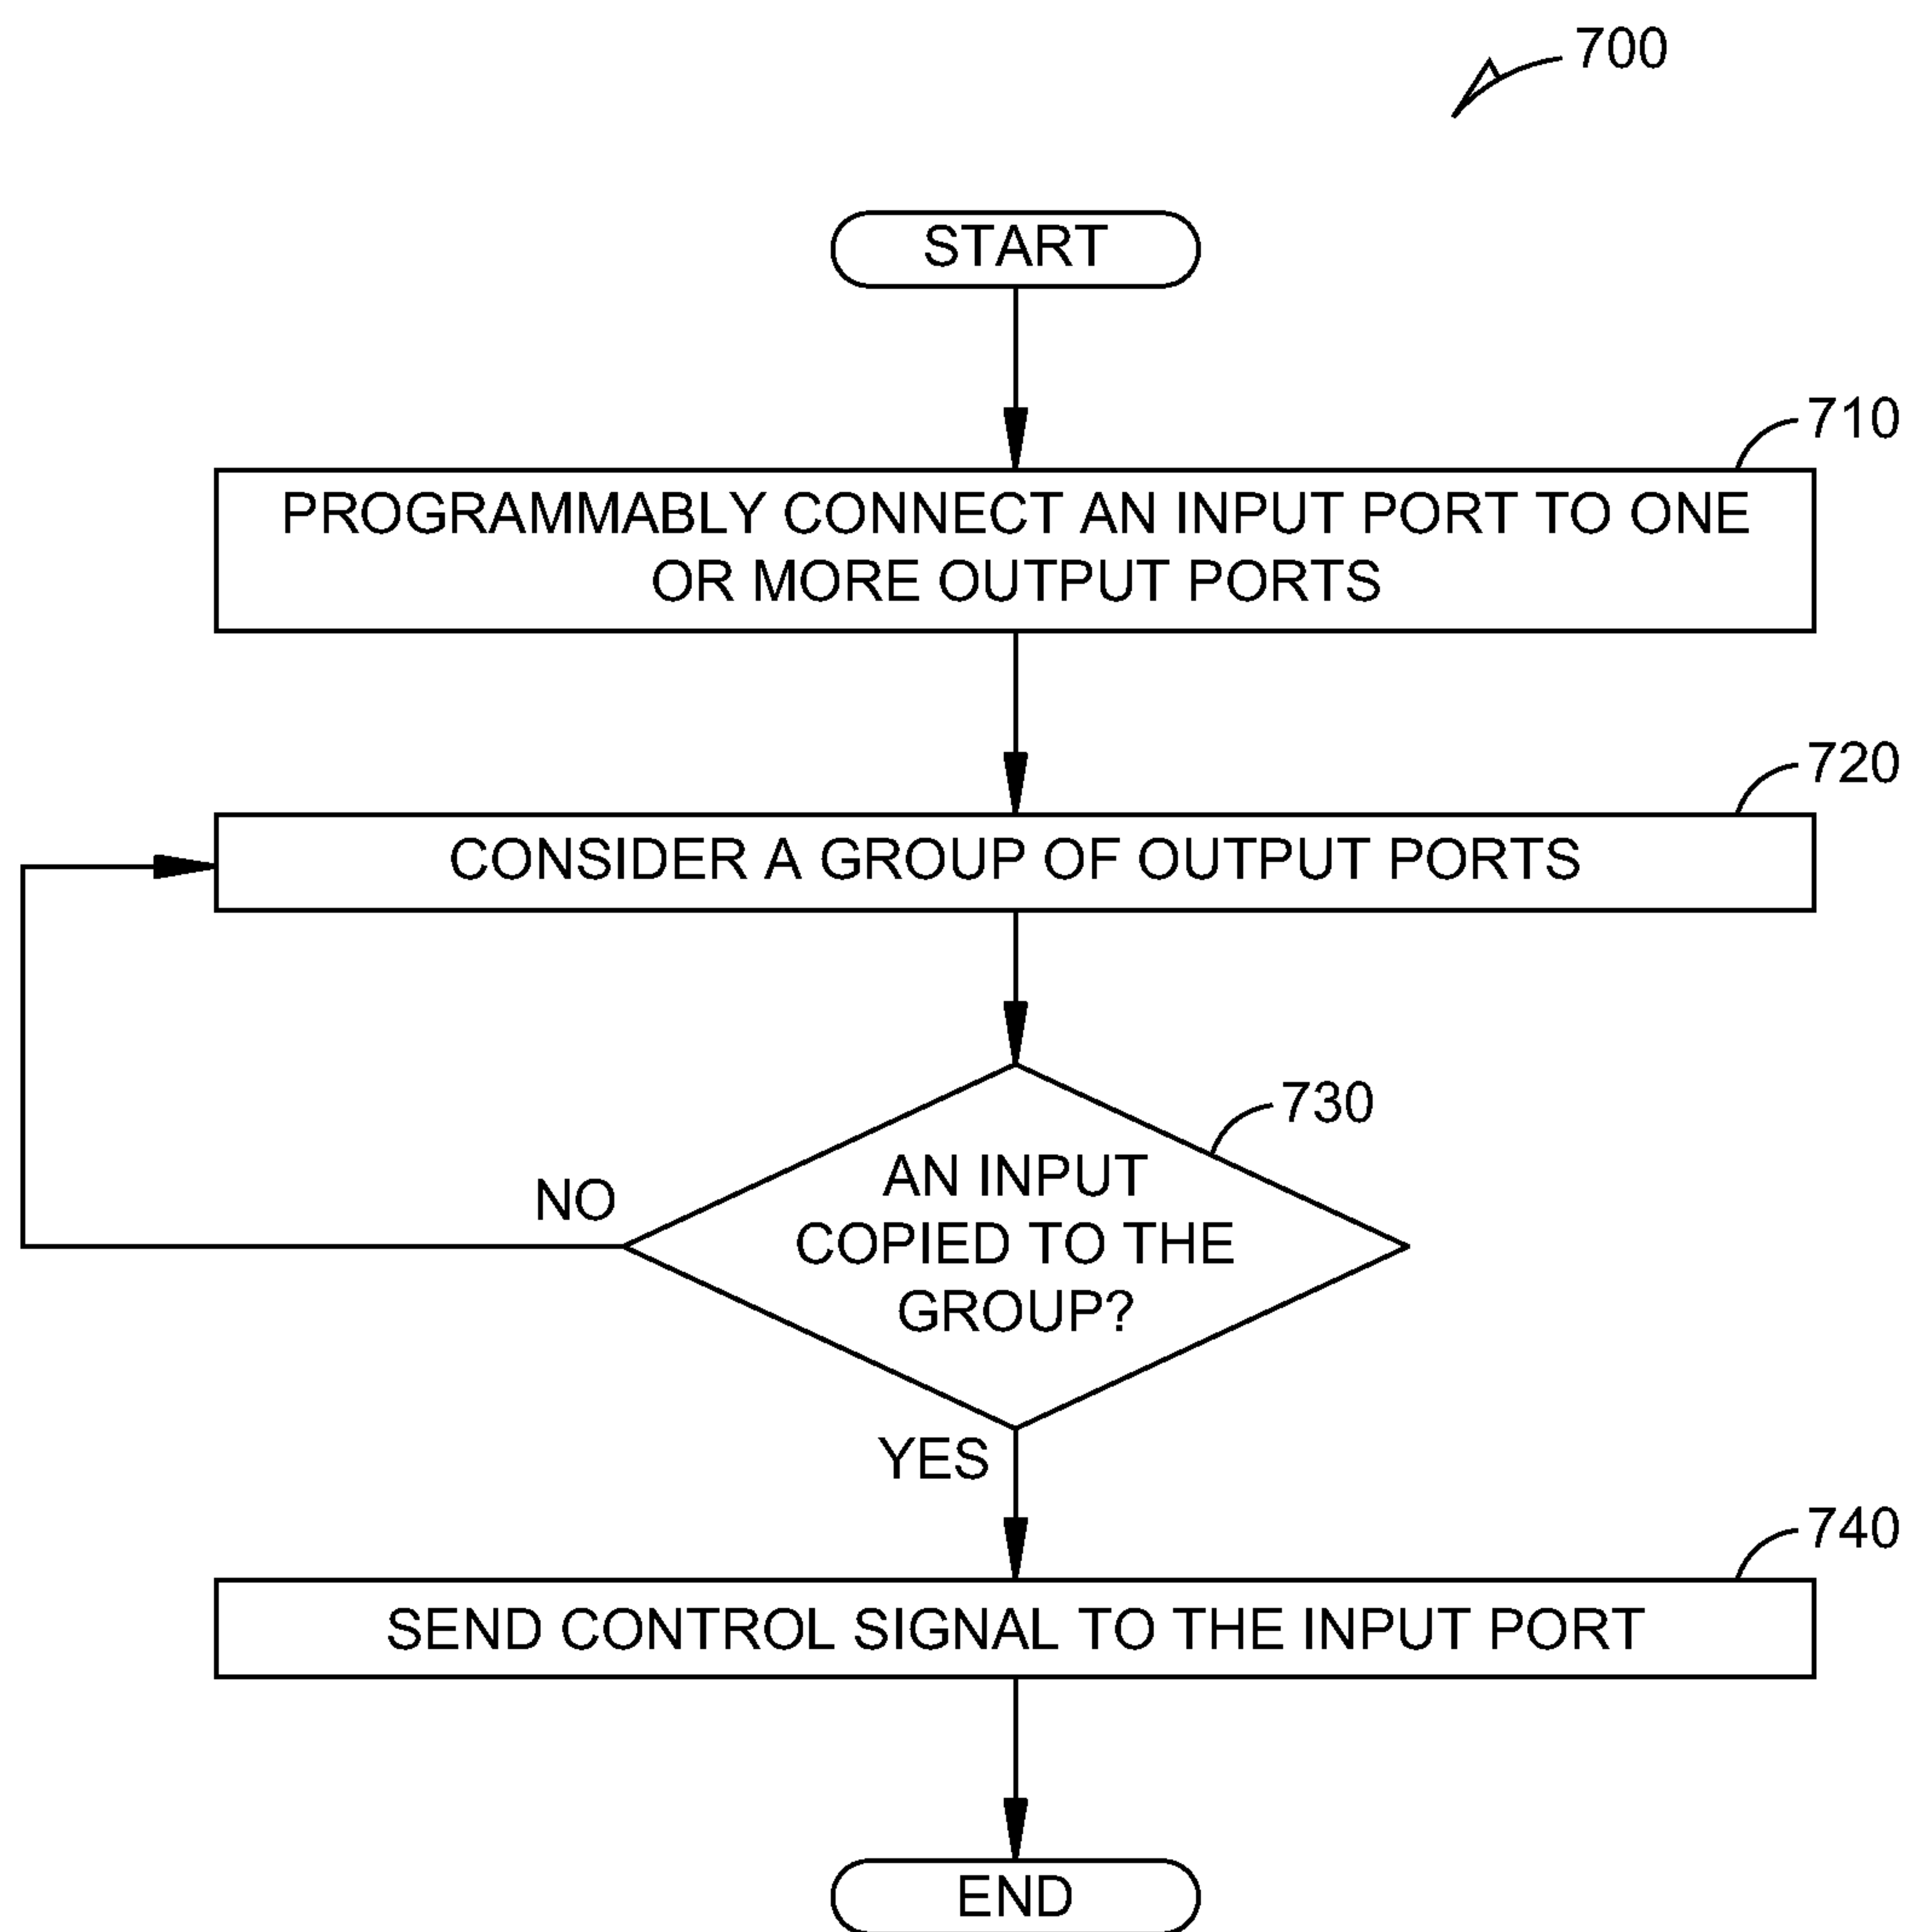 700
START
710
PROGRAMMABLY CONNECT AN INPUT PORT TO ONE
OR MORE OUTPUT PORTS
720
CONSIDER A GROUP OF OUTPUT PORTS
730
AN INPUT
COPIED TO THE
GROUP?
NO
YES
740
SEND CONTROL SIGNAL TO THE INPUT PORT
END